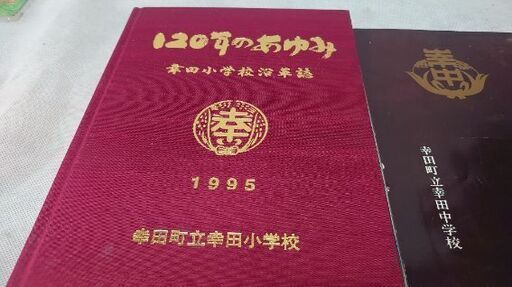 120年のあゆみ
幸田小学校沿革誌
幸
1995
幸田町立幸田小学校
幸田
幸田町立幸田中学校